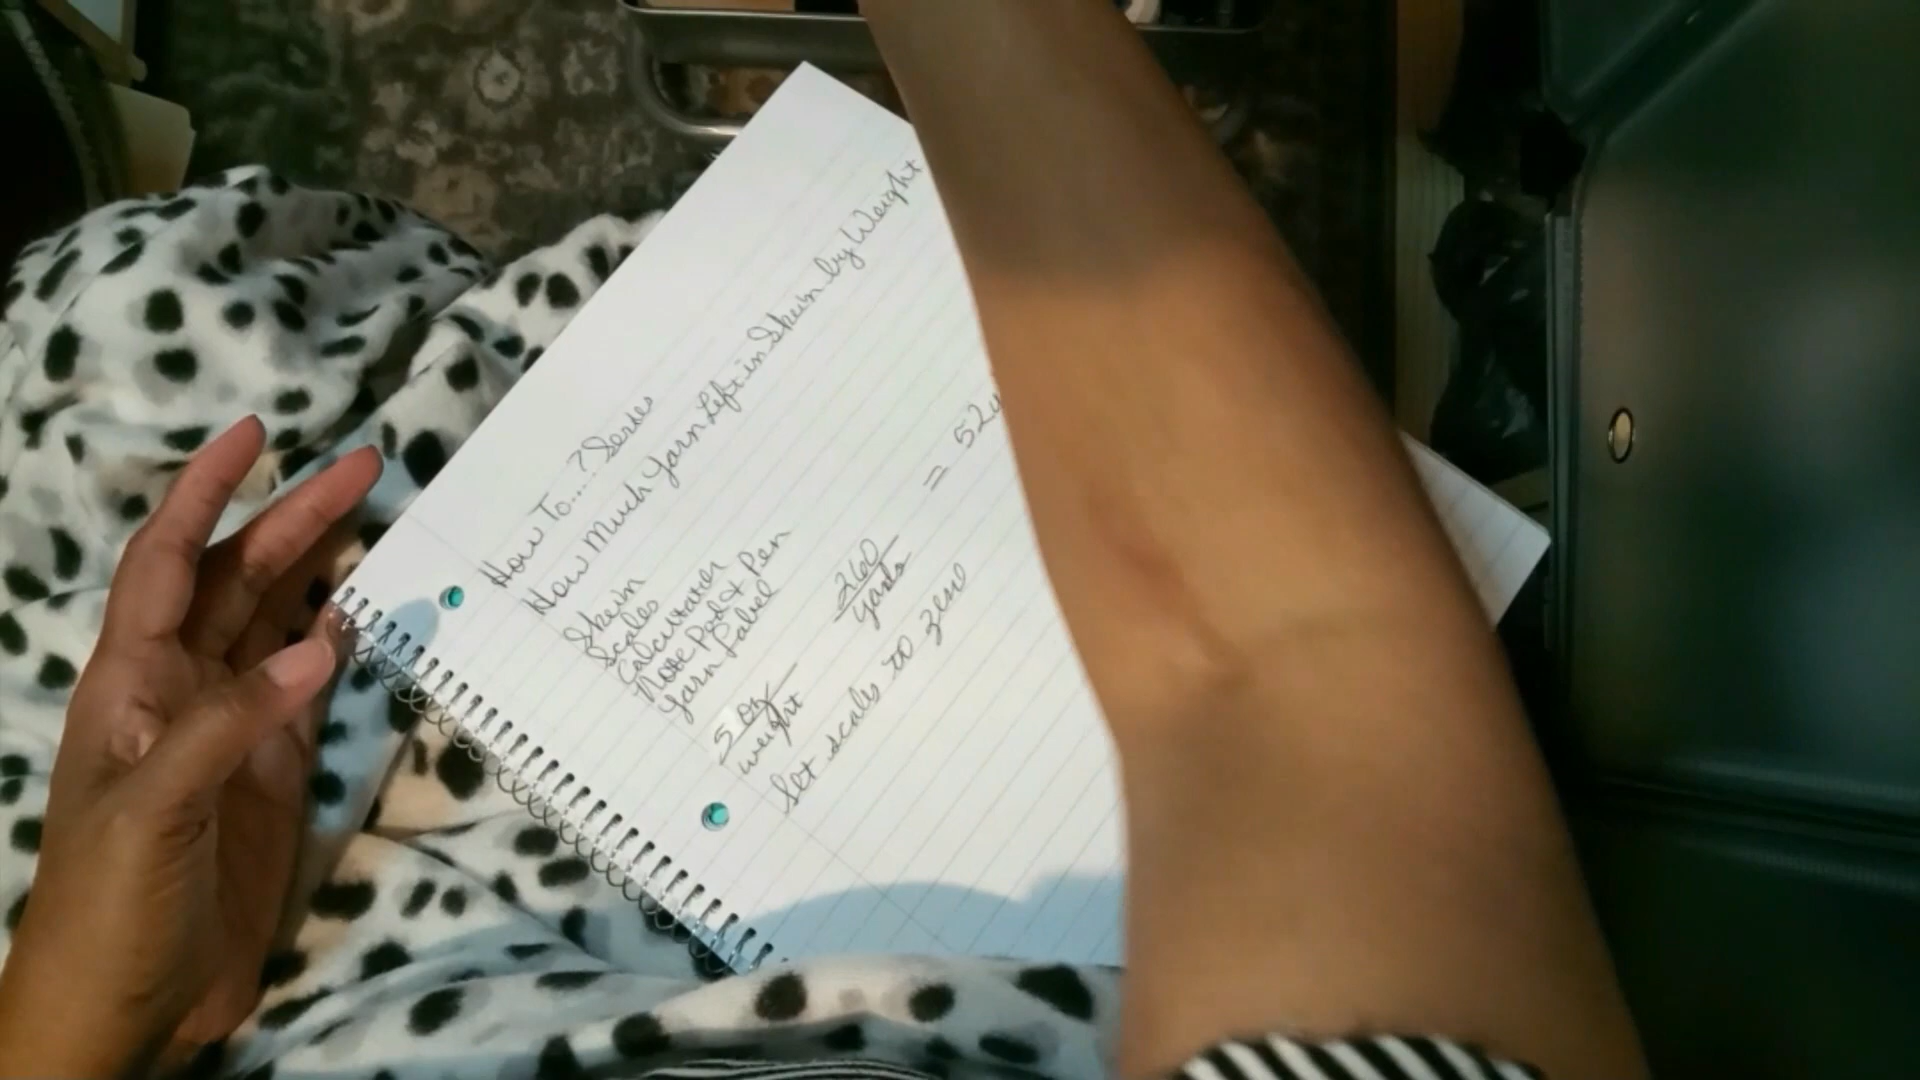 How To...? Series
How Much Yarn Left in Skein by Weight
Skein
Scales
Calculator
Note Pad & Pen
Yarn Label
5 oz 260 = 52
weight yards
Set scales to zero